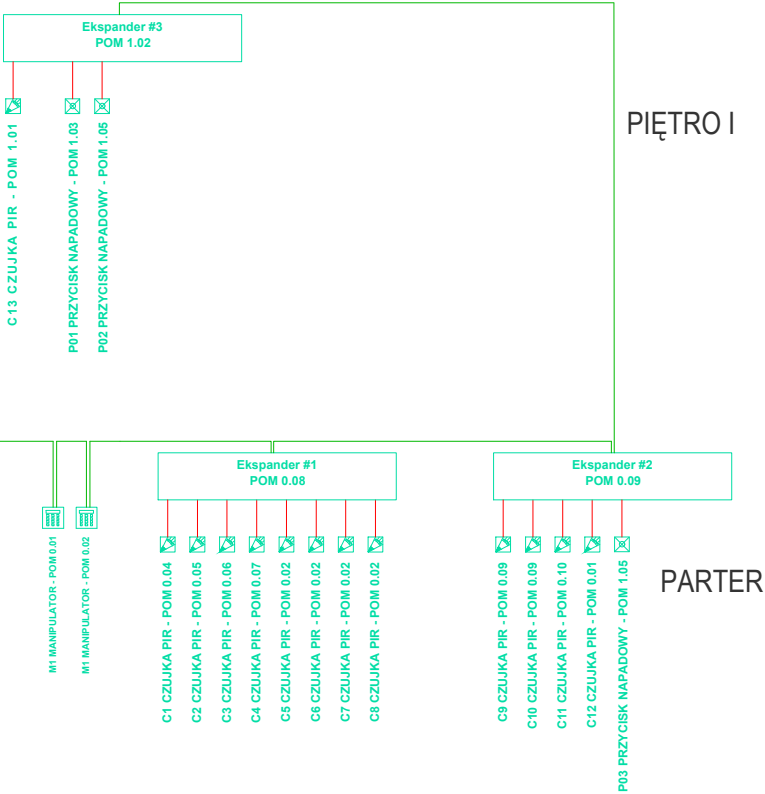 Ekspander #3
POM 1.02
PIĘTRO I
C13 CZUJKA PIR - POM 1.01
P01 PRZYCISK NAPADOWY - POM 1.03
P02 PRZYCISK NAPADOWY - POM 1.05
Ekspander #1
POM 0.08
Ekspander #2
POM 0.09
PARTER
M1 MANIPULATOR - POM 0.01
M1 MANIPULATOR - POM 0.02
C1 CZUJKA PIR - POM 0.04
C2 CZUJKA PIR - POM 0.05
C3 CZUJKA PIR - POM 0.06
C4 CZUJKA PIR - POM 0.07
C5 CZUJKA PIR - POM 0.02
C6 CZUJKA PIR - POM 0.02
C7 CZUJKA PIR - POM 0.02
C8 CZUJKA PIR - POM 0.02
C9 CZUJKA PIR - POM 0.09
C10 CZUJKA PIR - POM 0.09
C11 CZUJKA PIR - POM 0.10
C12 CZUJKA PIR - POM 0.01
P03 PRZYCISK NAPADOWY - POM 1.05